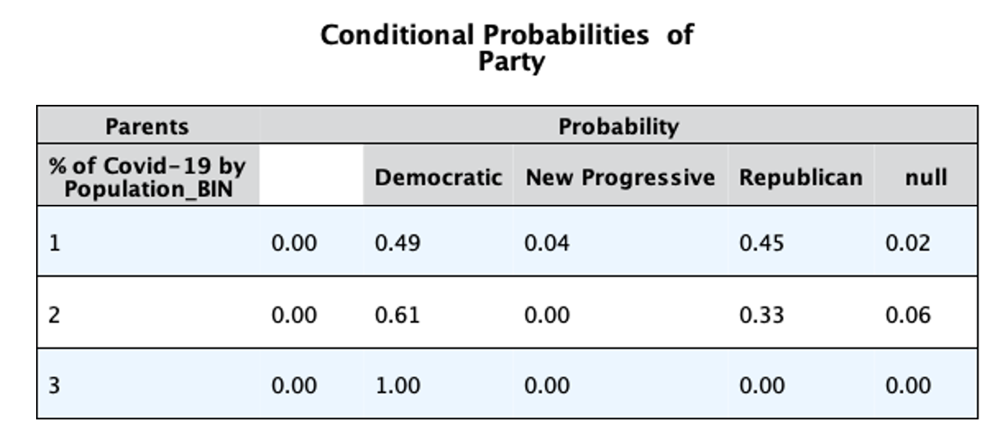 Conditional Probabilities of
Party
Parents Probability
% of Covid-19 by
Population_BIN
Democratic New Progressive Republican null
1 0.00 0.49 0.04 0.45 0.02
2 0.00 0.61 0.00 0.33 0.06
3 0.00 1.00 0.00 0.00 0.00